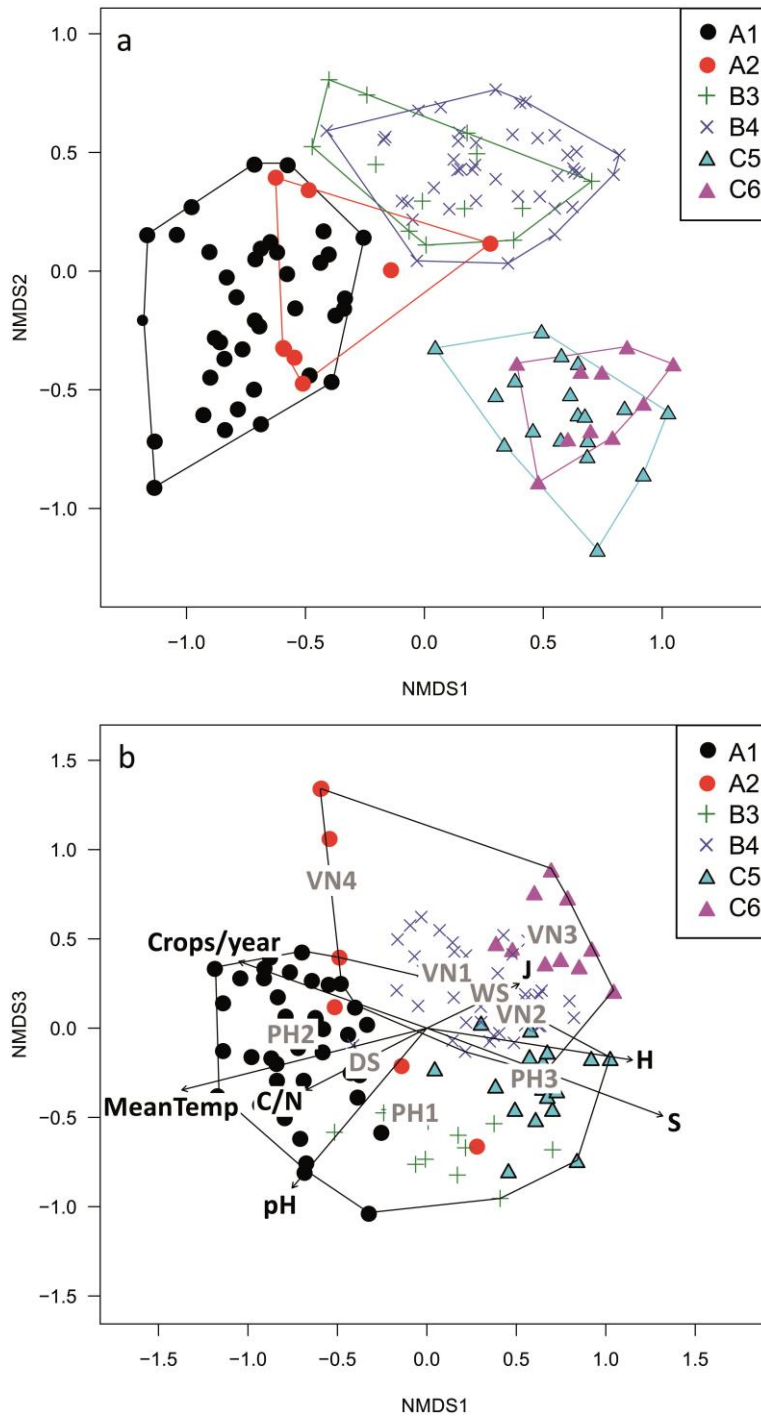 a
A1
A2
B3
B4
C5
C6
1.0
0.5
0.0
−0.5
−1.0
NMDS2
−1.0 −0.5 0.0 0.5 1.0
NMDS1
b
A1
A2
B3
B4
C5
C6
1.5
1.0
0.5
0.0
−0.5
−1.0
−1.5
NMDS3
VN4
Crops/year
VN3
VN1
J
WS
VN2
PH2
DS
H
PH3
MeanTemp
C/N
PH1
S
pH
−1.5 −1.0 −0.5 0.0 0.5 1.0 1.5
NMDS1